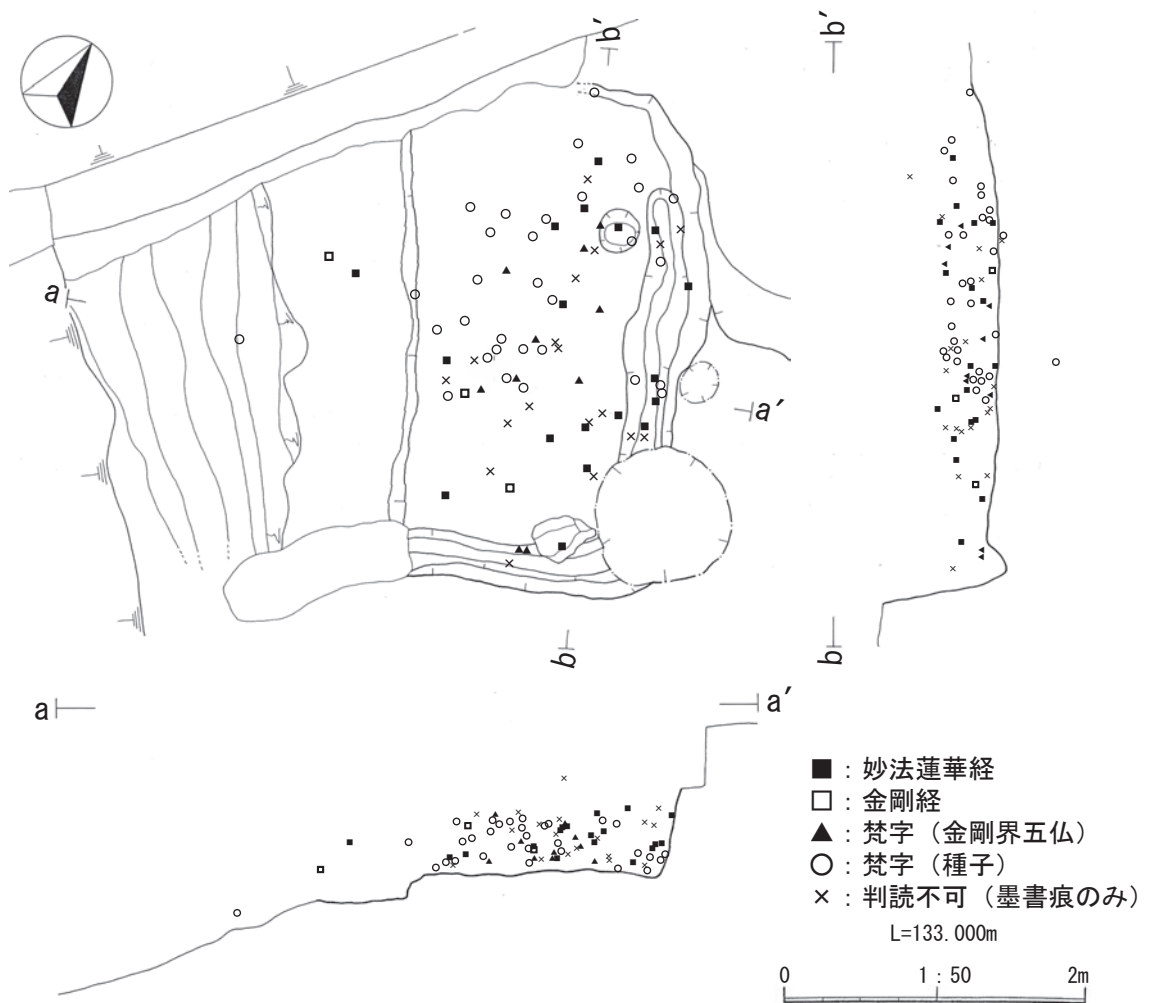 b'
b'
a
a'
b
b
a
a'
■：妙法蓮華経
□：金剛経
▲：梵字（金剛界五仏）
○：梵字（種子）
×：判読不可（墨書痕のみ）
L=133.000m
0 1:50 2m